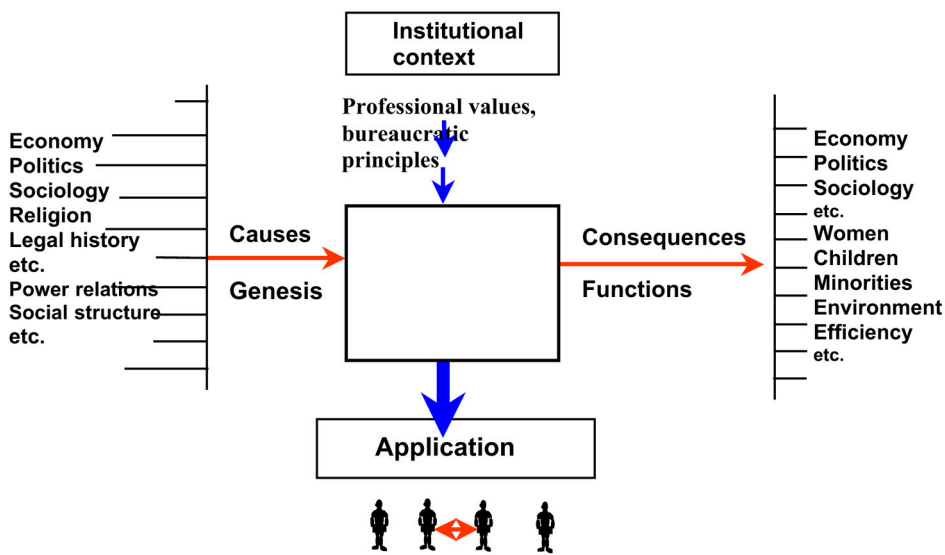 Institutional
context
Professional values,
bureaucratic
principles
Economy
Politics
Sociology
Religion
Legal history
etc.
Power relations
Social structure
etc.
Causes
Genesis
Consequences
Functions
Economy
Politics
Sociology
etc.
Women
Children
Minorities
Environment
Efficiency
etc.
Application